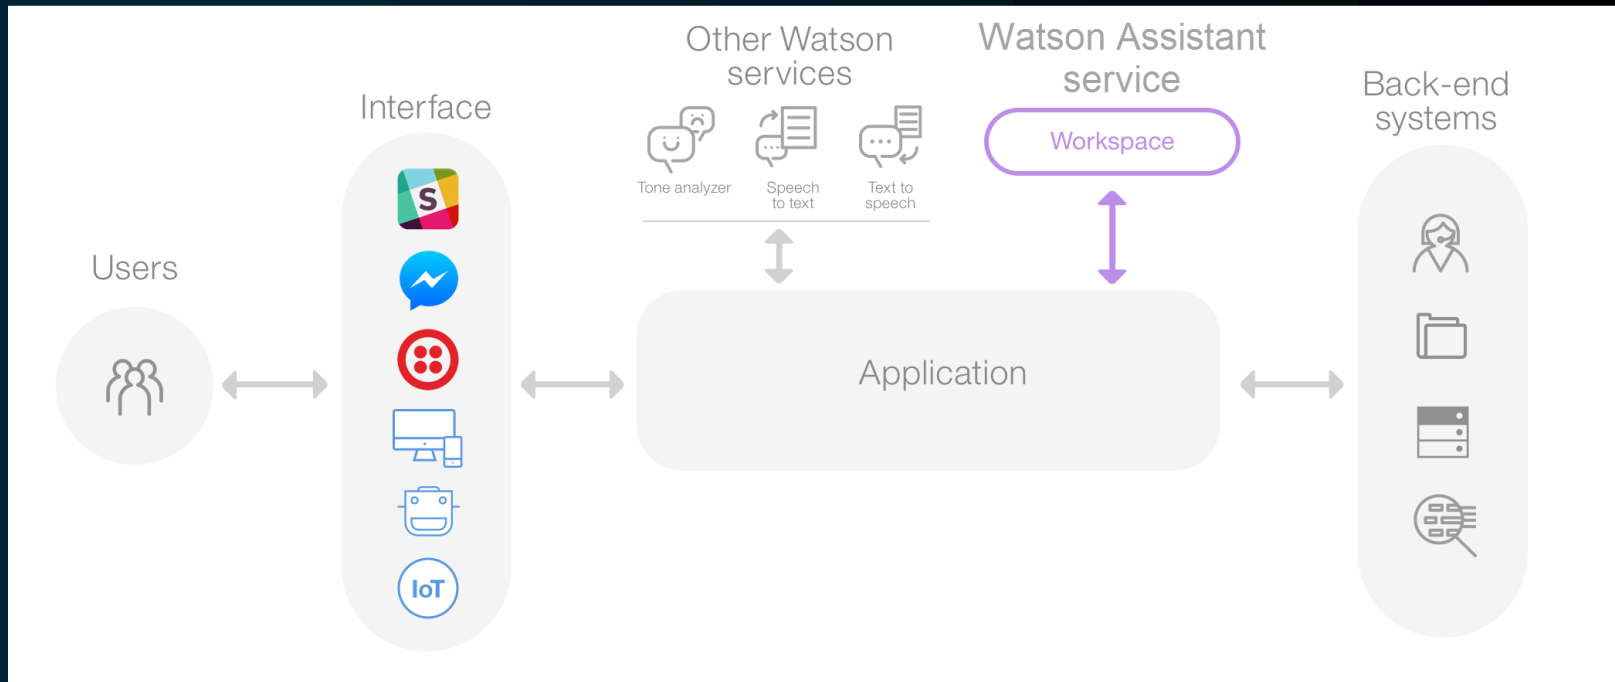 Users
Interface
S
IoT
Other Watson
services
Tone analyzer
Speech
to text
Text to
speech
Watson Assistant
service
Workspace
Application
Back-end
systems